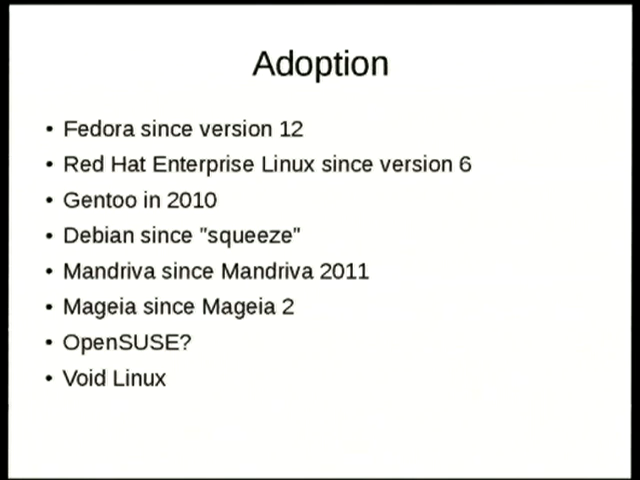 Adoption
• Fedora since version 12
• Red Hat Enterprise Linux since version 6
• Gentoo in 2010
• Debian since "squeeze"
• Mandriva since Mandriva 2011
• Mageia since Mageia 2
• OpenSUSE?
• Void Linux